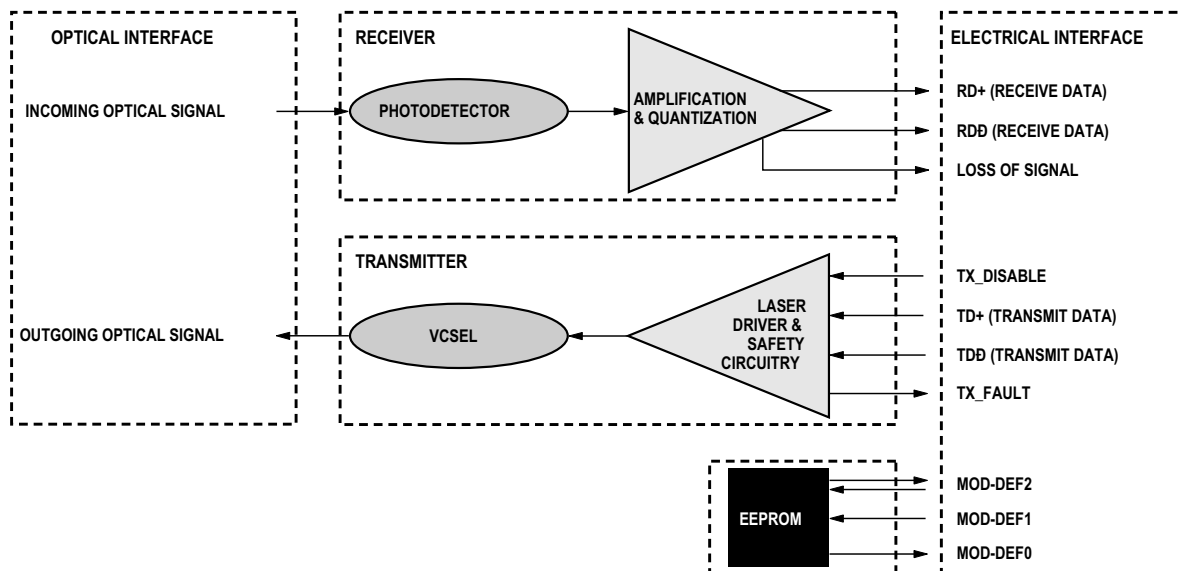 OPTICAL INTERFACE
RECEIVER
ELECTRICAL INTERFACE
INCOMING OPTICAL SIGNAL
PHOTODETECTOR
AMPLIFICATION
& QUANTIZATION
RD+ (RECEIVE DATA)
RDÐ (RECEIVE DATA)
LOSS OF SIGNAL
TRANSMITTER
OUTGOING OPTICAL SIGNAL
VCSEL
LASER
DRIVER &
SAFETY
CIRCUITRY
TX_DISABLE
TD+ (TRANSMIT DATA)
TDÐ (TRANSMIT DATA)
TX_FAULT
EEPROM
MOD-DEF2
MOD-DEF1
MOD-DEF0